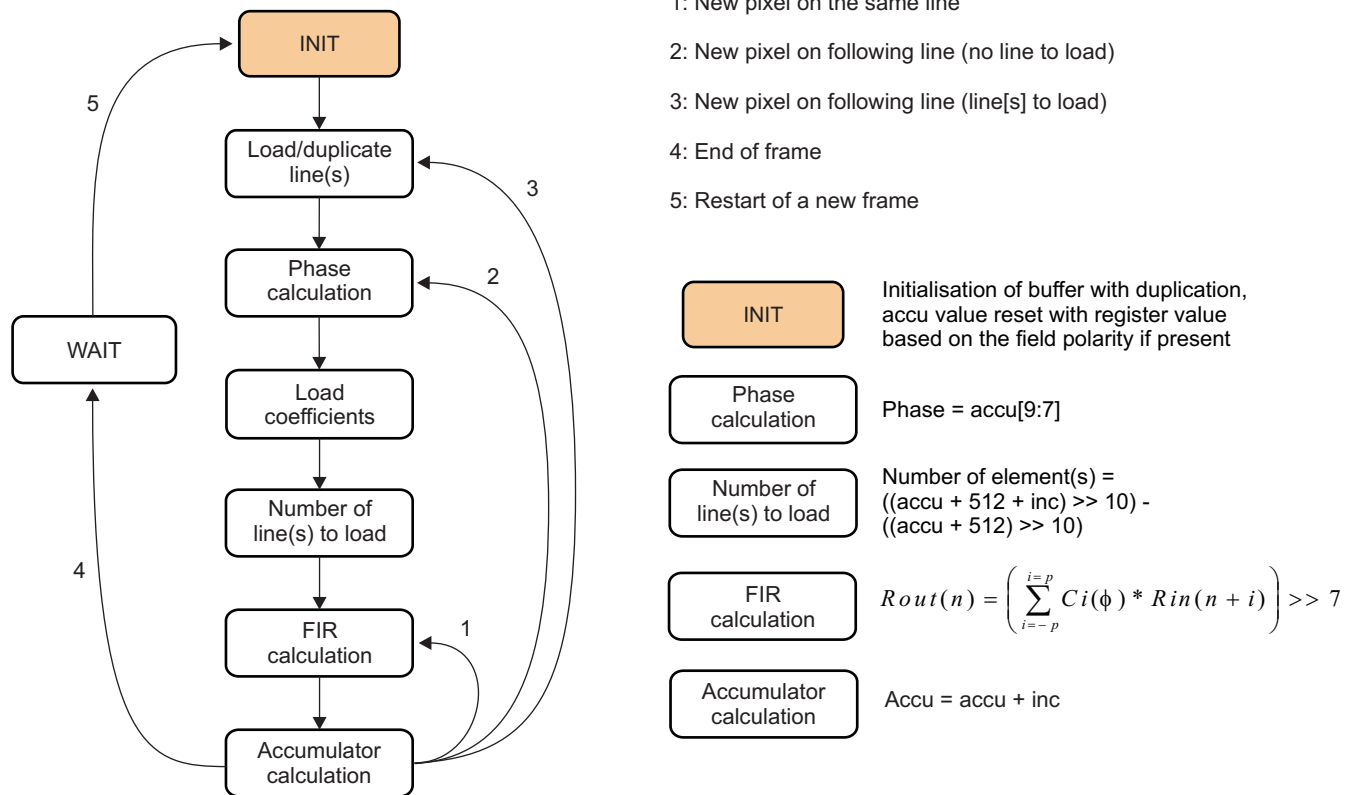 INIT
Load/duplicate
line(s)
Phase
calculation
Load
coefficients
Number of
line(s) to load
FIR
calculation
Accumulator
calculation
WAIT
5
3
2
4
1
1: New pixel on the same line
2: New pixel on following line (no line to load)
3: New pixel on following line (line[s] to load)
4: End of frame
5: Restart of a new frame
INIT
Initialisation of buffer with duplication,
accu value reset with register value
based on the field polarity if present
Phase
calculation
Phase = accu[9:7]
Number of
line(s) to load
Number of element(s) =
((accu + 512 + inc) >> 10) -
((accu + 512) >> 10)
FIR
calculation
Rout(n) = ( ∑ i=-p i=p Ci(ϕ) * Rin(n + i) ) >> 7
Accumulator
calculation
Accu = accu + inc